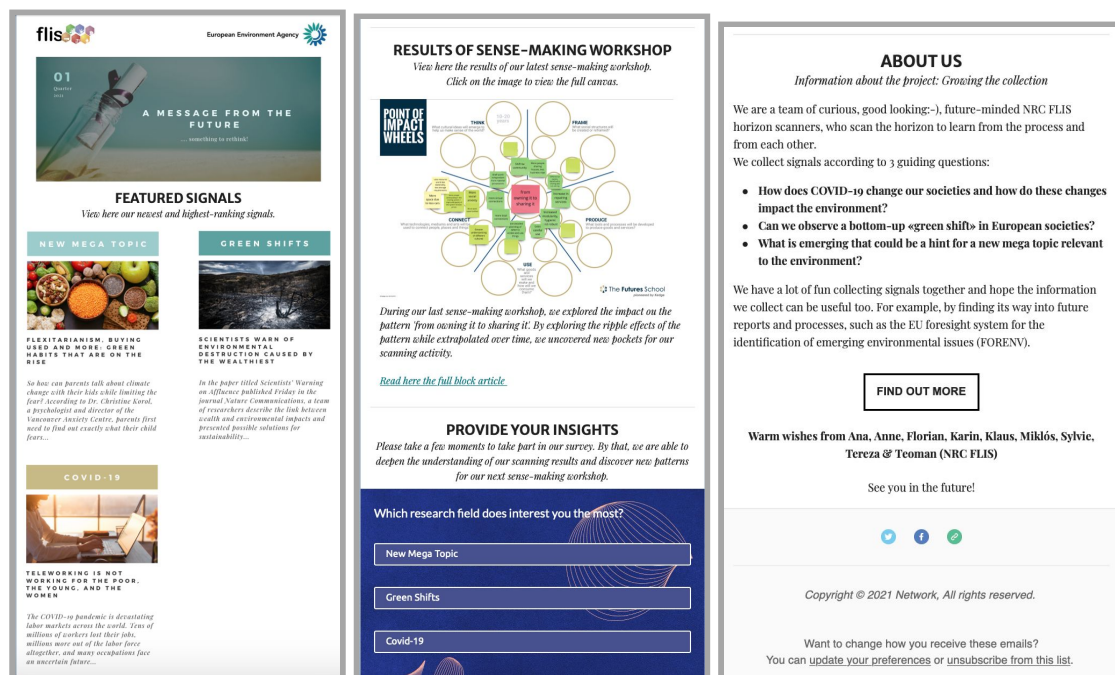 flis
European Environment Agency
01
Quarter
2021
A MESSAGE FROM THE
FUTURE
.... something to rethink!
FEATURED SIGNALS
View here our newest and highest-ranking signals.
NEW MEGA TOPIC
FLEXITARIANISM, BUYING
USED AND MORE: GREEN
HABITS THAT ARE ON THE
RISE
So how can parents talk about climate
change with their kids while limiting the
fear? According to Dr. Christine Korol,
a psychologist and director of the
Vancouver Anxiety Centre, parents first
need to find out exactly what their child
fears...
GREEN SHIFTS
SCIENTISTS WARN OF
ENVIRONMENTAL
DESTRUCTION CAUSED BY
THE WEALTHIEST
In the paper titled Scientists' Warning
on Affluence published Friday in the
journal Nature Communications, a team
of researchers describe the link between
wealth and environmental impacts and
presented possible solutions for
sustainability...
COVID-19
TELEWORKING IS NOT
WORKING FOR THE POOR,
THE YOUNG, AND THE
WOMEN
The COVID-19 pandemic is devastating
labor markets across the world. Tens of
millions of workers lost their jobs,
millions more out of the labor force
altogether, and many occupations face
an uncertain future...
RESULTS OF SENSE-MAKING WORKSHOP
View here the results of our latest sense-making workshop.
Click on the image to view the full canvas.
POINT OF
IMPACT
WHEELS
THINK
FRAME
CONNECT
PRODUCE
USE
From
owning it to
sharing it
The Futures School
During our last sense-making workshop, we explored the impact ou the
pattern 'from owning it to sharing it'. By exploring the ripple effects of the
pattern while extrapolated over time, we uncovered new pockets for our
scanning activity.
Read here the full block article
PROVIDE YOUR INSIGHTS
Please take a few moments to take part in our survey. By that, we are able to
deepen the understanding of our scanning results and discover new patterns
for our next sense-making workshop.
Which research field does interest you the most?
New Mega Topic
Green Shifts
Covid-19
ABOUT US
Information about the project: Growing the collection
We are a team of curious, good looking:-), future-minded NRC FLIS
horizon scanners, who scan the horizon to learn from the process and
from each other.
We collect signals according to 3 guiding questions:
● How does COVID-19 change our societies and how do these changes
impact the environment?
● Can we observe a bottom-up «green shift» in European societies?
● What is emerging that could be a hint for a new mega topic relevant
to the environment?
We have a lot of fun collecting signals together and hope the information
we collect can be useful too. For example, by finding its way into future
reports and processes, such as the EU foresight system for the
identification of emerging environmental issues (FORENV).
FIND OUT MORE
Warm wishes from Ana, Anne, Florian, Karin, Klaus, Miklós, Sylvie,
Tereza & Teoman (NRC FLIS)
See you in the future!
Copyright © 2021 Network, All rights reserved.
Want to change how you receive these emails?
You can update your preferences or unsubscribe from this list.